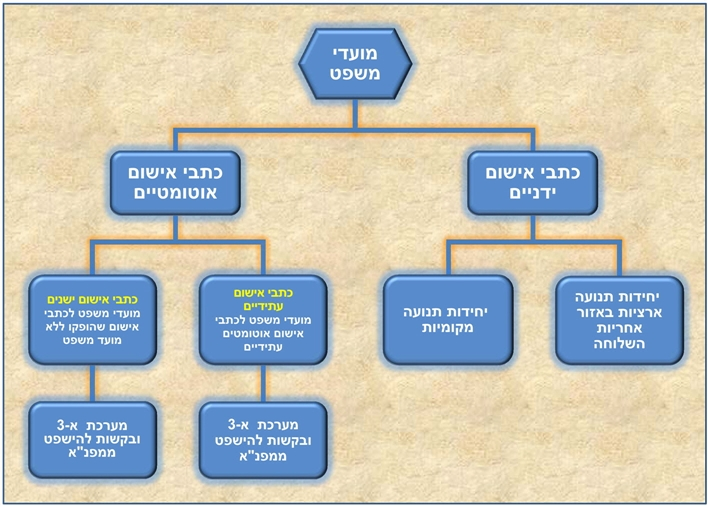 מועדי
משפט
כתבי אישום
ידניים
כתבי אישום
אוטומטיים
יחידות תנועה
ארציות באזור
אחריות
השלוחה
יחידות תנועה
מקומיות
כתבי אישום
עתידיים
מועדי משפט לכתבי
אישום אוטומטים
עתידיים
כתבי אישום ישנים
מועדי משפט לכתבי
אישום שהופקו ללא
מועד משפט
מערכת א-3
ובקשות להישפט
ממפנ"א
מערכת א-3
ובקשות להישפט
ממפנ"א